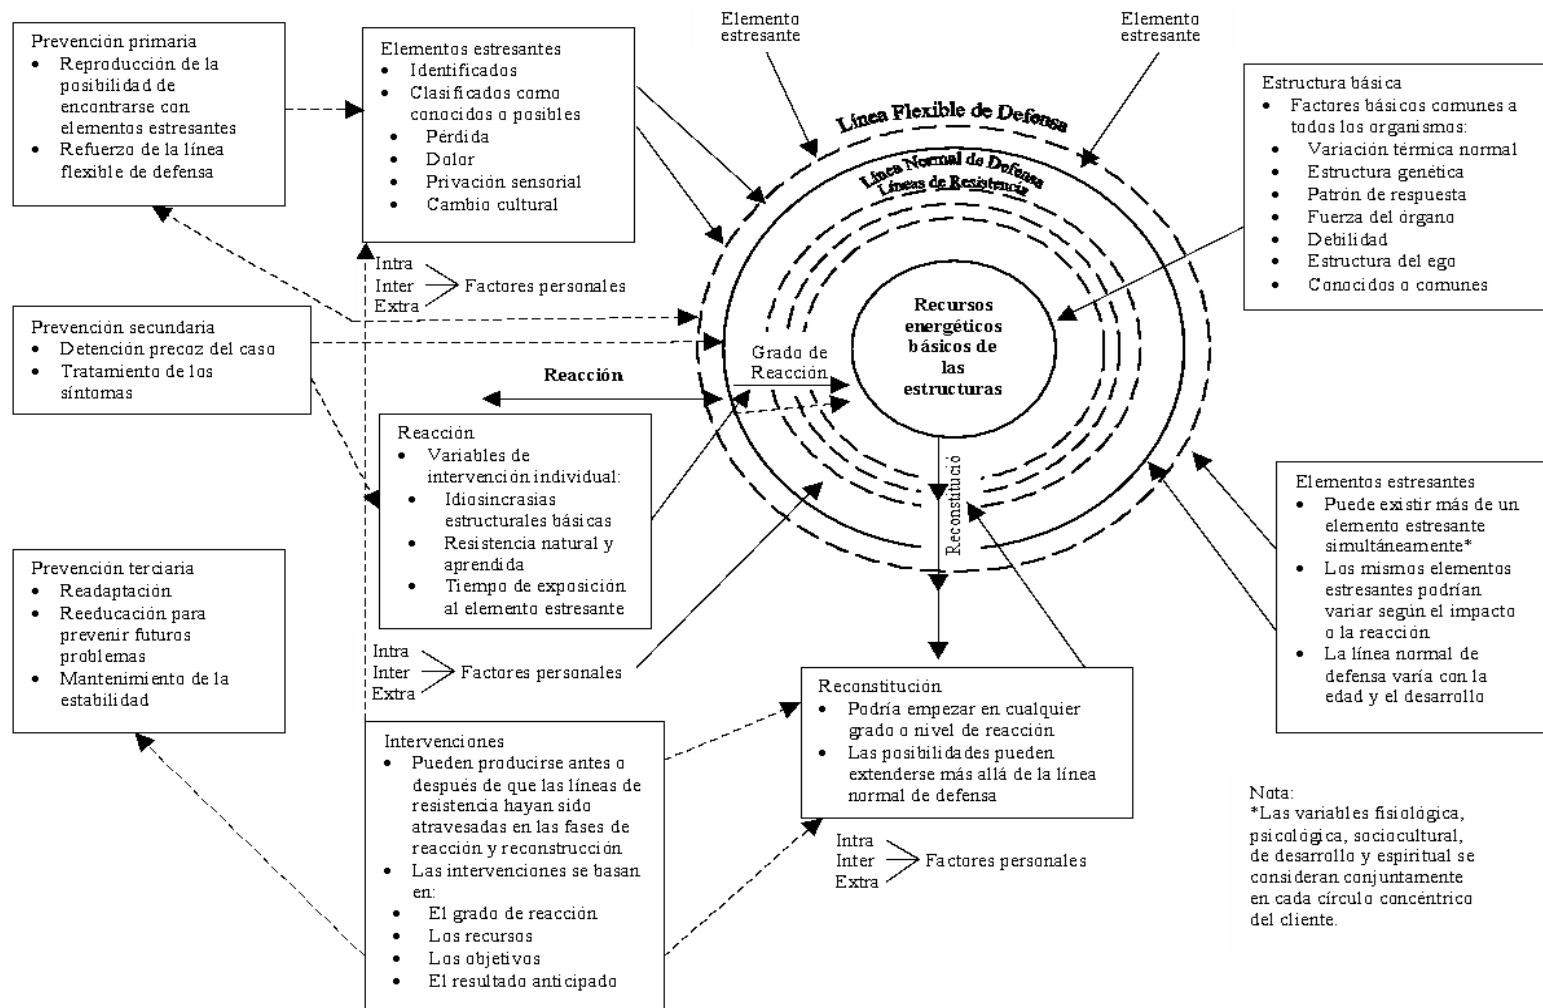 Prevención primaria
• Reproducción de la
posibilidad de
encontrarse con
elementos estresantes
• Refuerzo de la línea
flexible de defensa
Elementos estresantes
• Identificados
• Clasificados como
conocidos o posibles
• Pérdida
• Dolor
• Privación sensorial
• Cambio cultural
Elemento
estresante
Elemento
estresante
Línea Flexible de Defensa
Línea Normal de Defensa
Líneas de Resistencia
Estructura básica
• Factores básicos comunes a
todos los organismos:
• Variación térmica normal
• Estructura genética
• Patrón de respuesta
• Fuerza del órgano
• Debilidad
• Estructura del ego
• Conocidos o comunes
Intra
Inter
Extra
Factores personales
Prevención secundaria
• Detención precoz del caso
• Tratamiento de los
síntomas
Recursos
energéticos
básicos de
las
estructuras
Grado de
Reacción
Reacción
Reacción
• Variables de
intervención individual:
• Idiosincrasias
estructurales básicas
• Resistencia natural y
aprendida
• Tiempo de exposición
al elemento estresante
Reconstitució
Elementos estresantes
• Puede existir más de un
elemento estresante
simultáneamente*
• Los mismos elementos
estresantes podrían
variar según el impacto
o la reacción
• La línea normal de
defensa varía con la
edad y el desarrollo
Prevención terciaria
• Readaptación
• Reeducación para
prevenir futuros
problemas
• Mantenimiento de la
estabilidad
Intra
Inter
Extra
Factores personales
Reconstitución
• Podría empezar en cualquier
grado o nivel de reacción
• Las posibilidades pueden
extenderse más allá de la línea
normal de defensa
Intervenciones
• Pueden producirse antes o
después de que las líneas de
resistencia hayan sido
atravesadas en las fases de
reacción y reconstrucción
• Las intervenciones se basan
en:
• El grado de reacción
• Los recursos
• Los objetivos
• El resultado anticipado
Intra
Inter
Extra
Factores personales
Nota:
*Las variables fisiológica,
psicológica, sociocultural,
de desarrollo y espiritual se
consideran conjuntamente
en cada círculo concéntrico
del cliente.